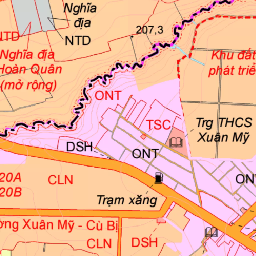 Nghĩa
địa
NTD
207,3
NTD
Nghĩa địa
Hoàn Quân
(mở rộng)
Khu đất
phát triể
ONT
TSC
Trg THCS
Xuân Mỹ
DSH
ONT
CLN
20A
20B
Trạm xăng
ONT
ờng Xuân Mỹ - Cù Bị
DSH
CLN